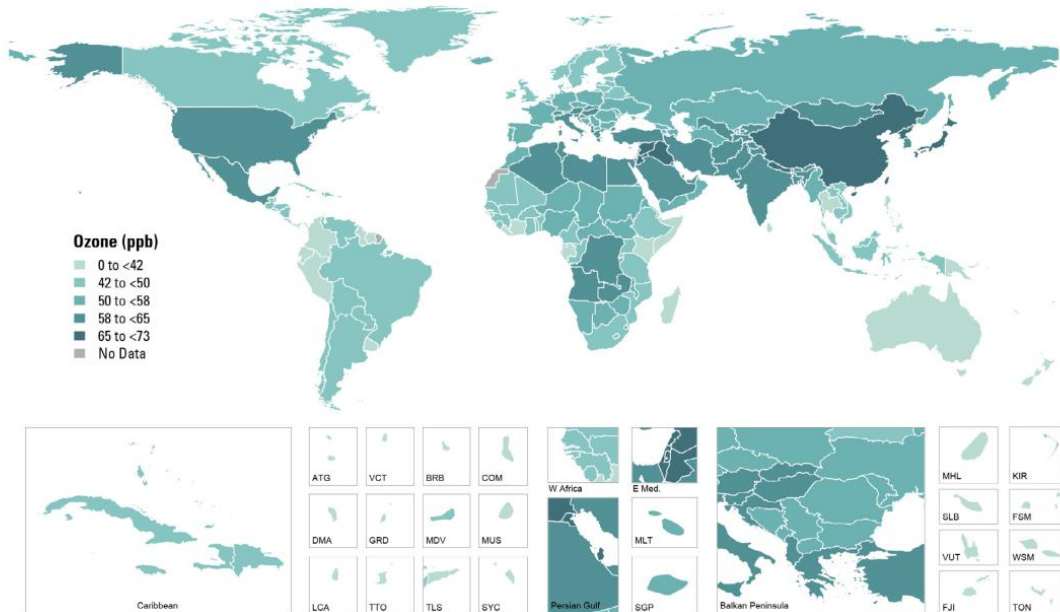 Ozone (ppb)
0 to <42
42 to <50
50 to <58
58 to <65
65 to <73
No Data
ATG
VCT
BRB
COM
W Africa
E Med.
MHL
KIR
DMA
GRD
MDV
MUS
MLT
SLB
FSM
VUT
WSM
Caribbean
LCA
TTO
TLS
SYC
Persian Gulf
SGP
Balkan Peninsula
FJI
TON